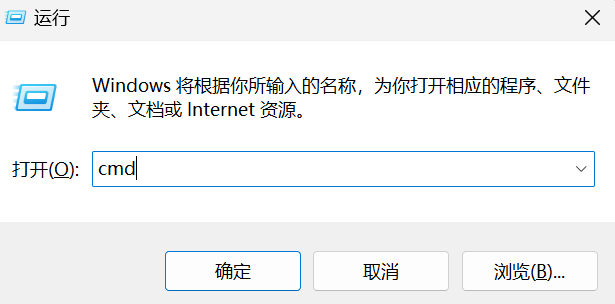 运行
Windows 将根据你所输入的名称，为你打开相应的程序、文件
夹、文档或 Internet 资源。
打开(O): cmd
确定 取消 浏览(B)...